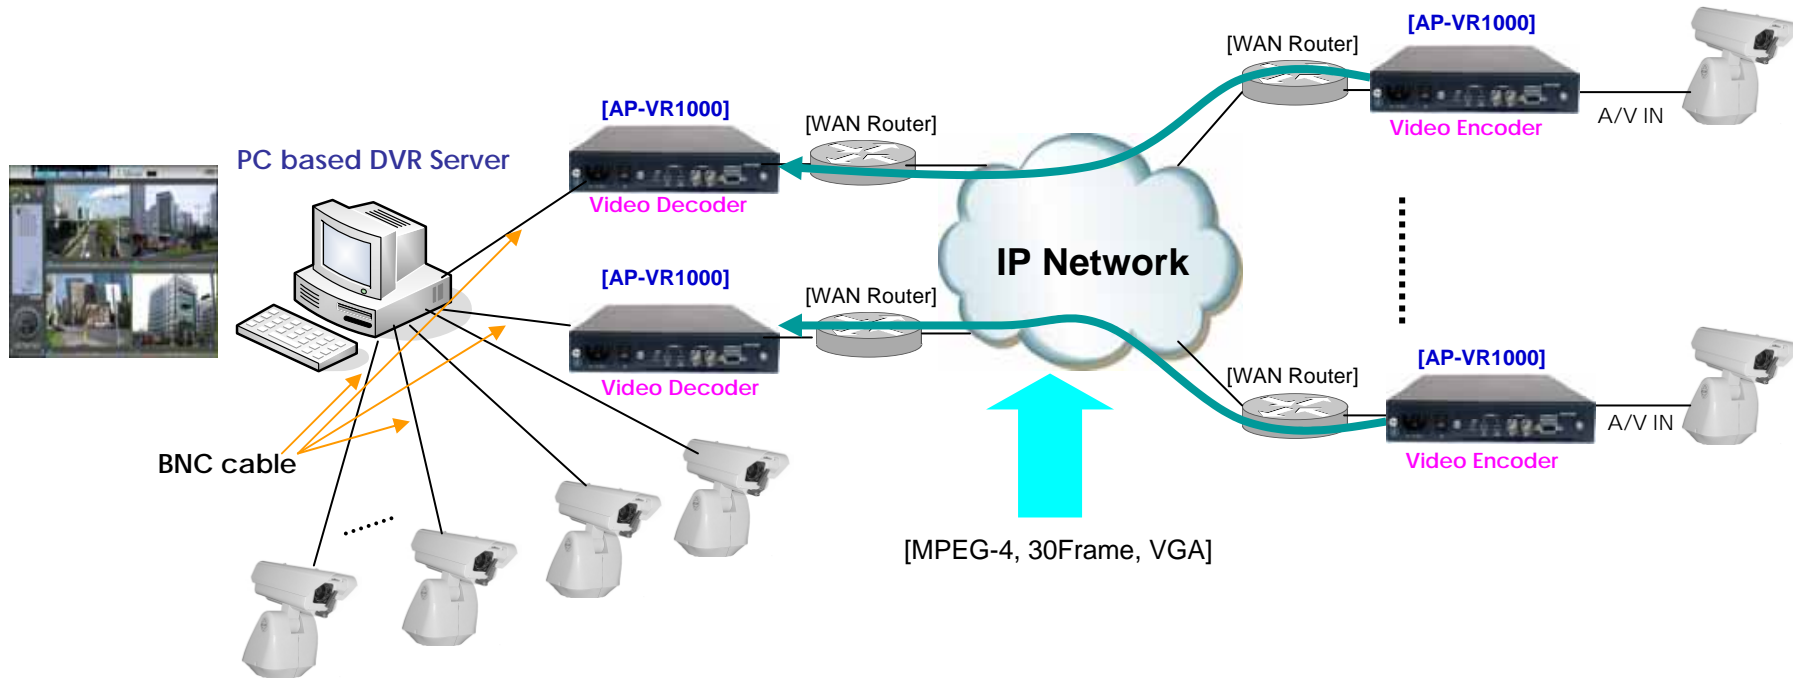 [AP-VR1000]
[WAN Router]
A/V IN
Video Encoder
[AP-VR1000]
[WAN Router]
PC based DVR Server
Video Decoder
IP Network
[AP-VR1000]
[WAN Router]
Video Decoder
[AP-VR1000]
[WAN Router]
A/V IN
Video Encoder
BNC cable
[MPEG-4, 30Frame, VGA]